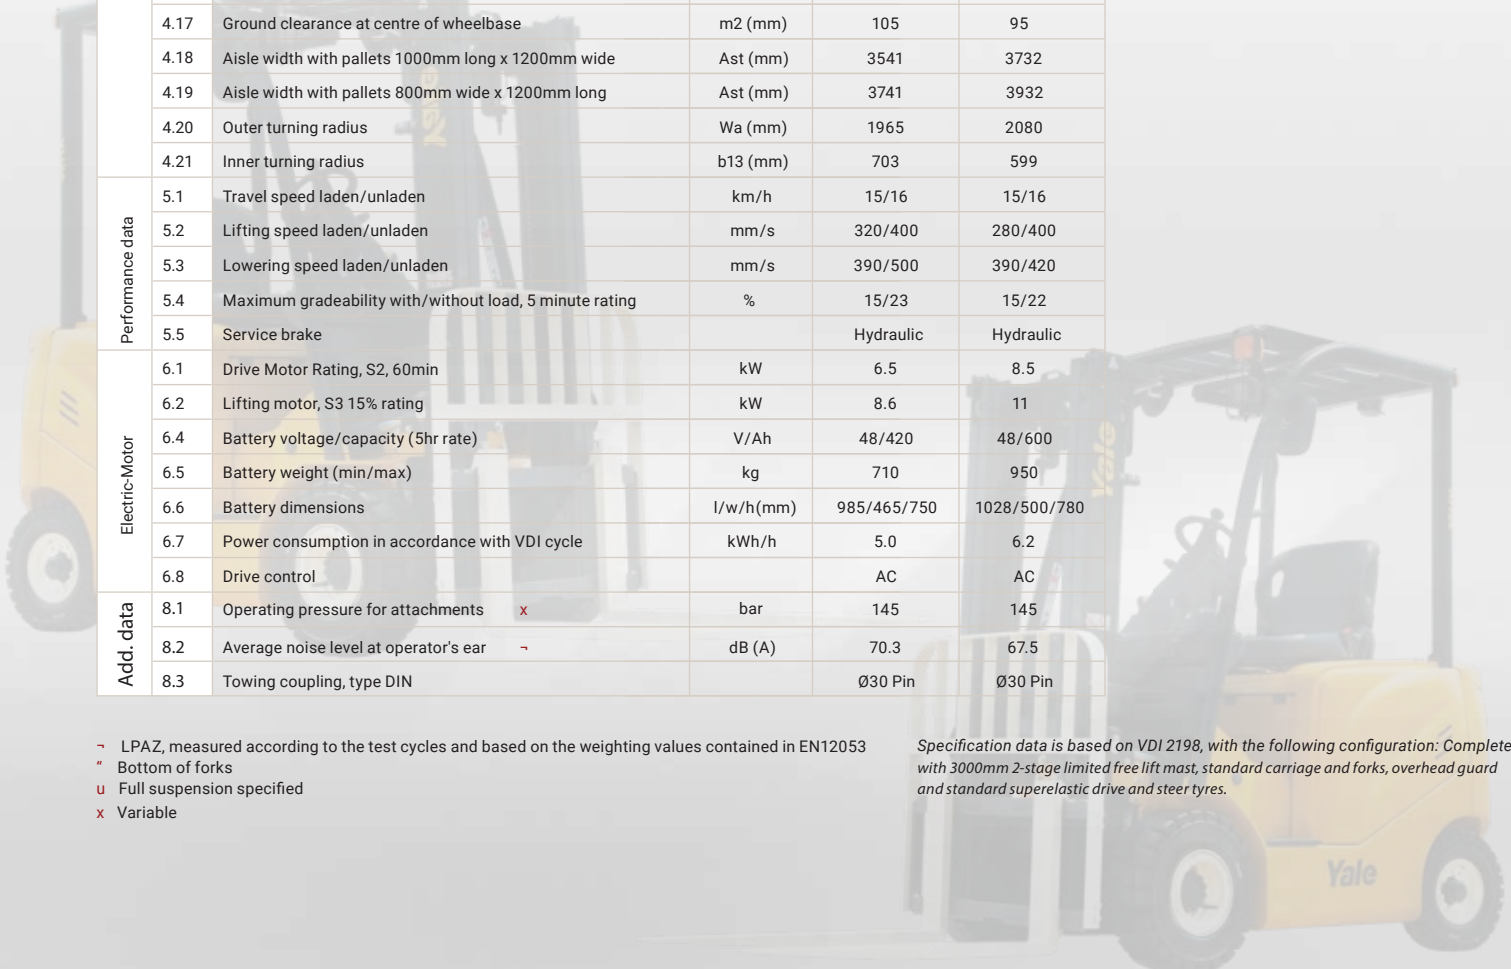 4.17 Ground clearance at centre of wheelbase m2 (mm) 105 95
4.18 Aisle width with pallets 1000mm long x 1200mm wide Ast (mm) 3541 3732
4.19 Aisle width with pallets 800mm wide x 1200mm long Ast (mm) 3741 3932
4.20 Outer turning radius Wa (mm) 1965 2080
4.21 Inner turning radius b13 (mm) 703 599
Performance data
5.1 Travel speed laden/unladen km/h 15/16 15/16
5.2 Lifting speed laden/unladen mm/s 320/400 280/400
5.3 Lowering speed laden/unladen mm/s 390/500 390/420
5.4 Maximum gradeability with/without load, 5 minute rating % 15/23 15/22
5.5 Service brake Hydraulic Hydraulic
Electric-Motor
6.1 Drive Motor Rating, S2, 60min kW 6.5 8.5
6.2 Lifting motor, S3 15% rating kW 8.6 11
6.4 Battery voltage/capacity (5hr rate) V/Ah 48/420 48/600
6.5 Battery weight (min/max) kg 710 950
6.6 Battery dimensions l/w/h(mm) 985/465/750 1028/500/780
6.7 Power consumption in accordance with VDI cycle kWh/h 5.0 6.2
6.8 Drive control AC AC
Add. data
8.1 Operating pressure for attachments x bar 145 145
8.2 Average noise level at operator's ear ¬ dB (A) 70.3 67.5
8.3 Towing coupling, type DIN Ø30 Pin Ø30 Pin
¬ LPAZ, measured according to the test cycles and based on the weighting values contained in EN12053
" Bottom of forks
u Full suspension specified
x Variable
Specification data is based on VDI 2198, with the following configuration: Complete
with 3000mm 2-stage limited free lift mast, standard carriage and forks, overhead guard
and standard superelastic drive and steer tyres.
Yale
Yale
Yale